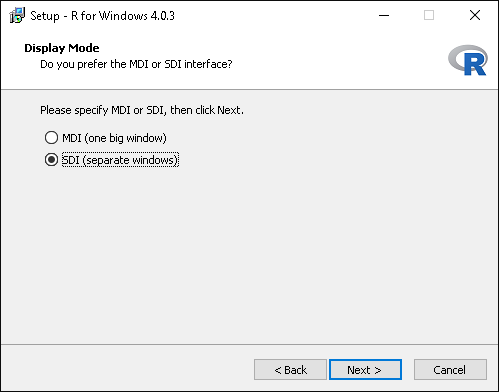 Setup - R for Windows 4.0.3
Display Mode
Do you prefer the MDI or SDI interface?
R
Please specify MDI or SDI, then click Next.
MDI (one big window)
SDI (separate windows)
< Back
Next >
Cancel